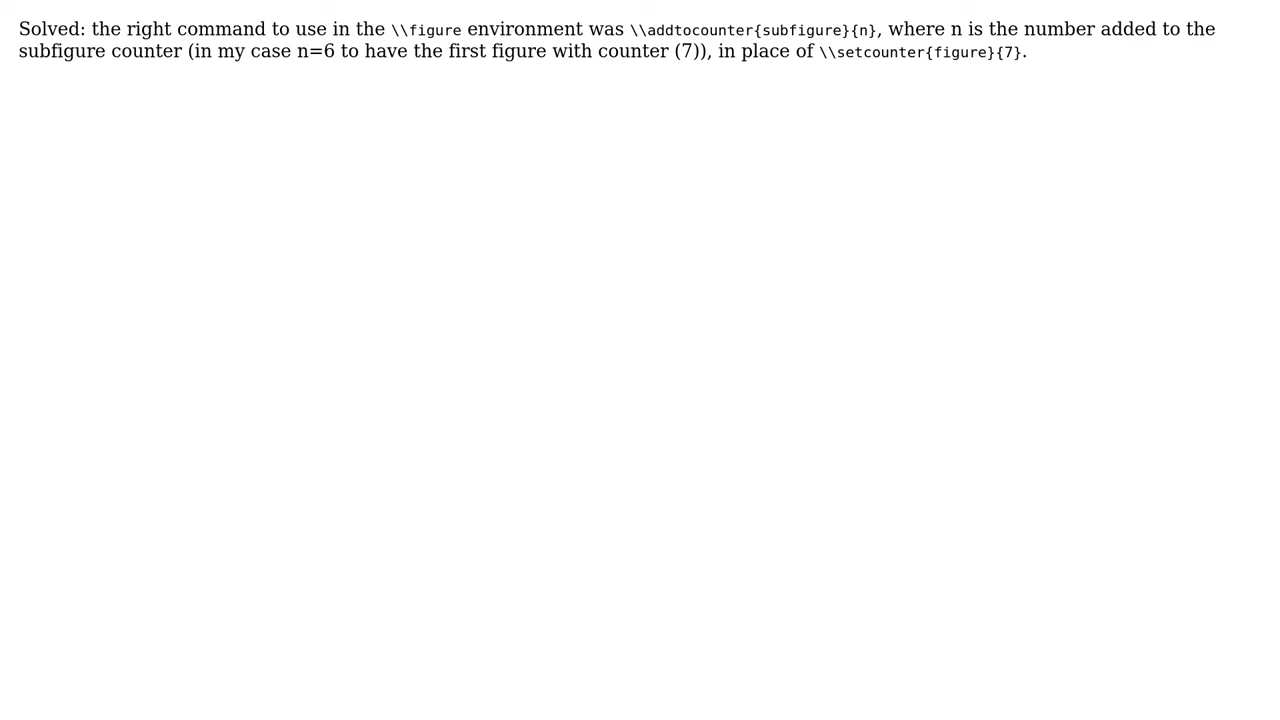 Solved: the right command to use in the \\figure environment was \\addtocounter{subfigure}{n}, where n is the number added to the
subfigure counter (in my case n=6 to have the first figure with counter (7)), in place of \\setcounter{figure}{7}.